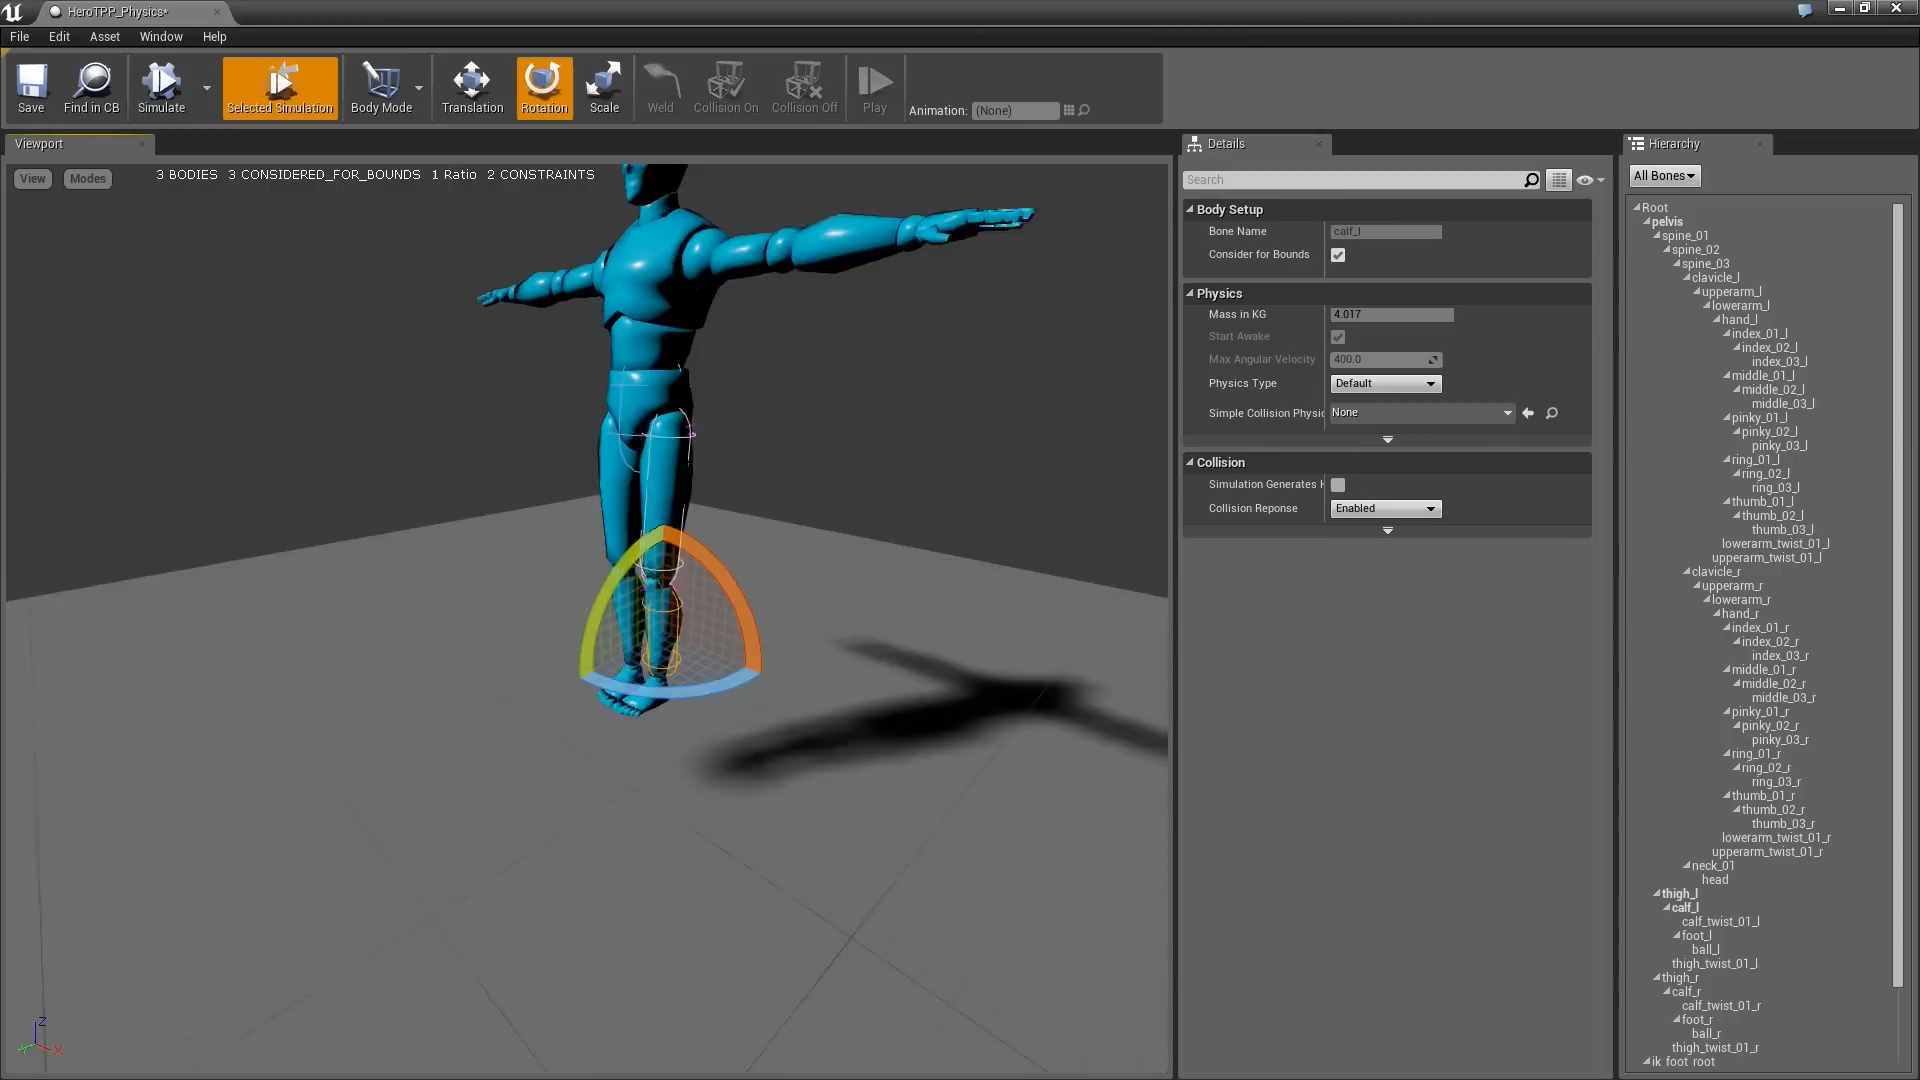 HeroTPP_Physics*
File Edit Asset Window Help
Save Find in CB Simulate Selected Simulation Body Mode Translation Rotation Scale Weld Collision On Collision Off Play Animation: (None)
Viewport
View Modes 3 BODIES 3 CONSIDERED_FOR_BOUNDS 1 Ratio 2 CONSTRAINTS
Z
Y X
Details
Search
Body Setup
Bone Name calf_l
Consider for Bounds
Physics
Mass in KG 4.017
Start Awake
Max Angular Velocity 400.0
Physics Type Default
Simple Collision Physic None
Collision
Simulation Generates H
Collision Reponse Enabled
Hierarchy
All Bones
Root
pelvis
spine_01
spine_02
spine_03
clavicle_l
upperarm_l
lowerarm_l
hand_l
index_01_l
index_02_l
index_03_l
middle_01_l
middle_02_l
middle_03_l
pinky_01_l
pinky_02_l
pinky_03_l
ring_01_l
ring_02_l
ring_03_l
thumb_01_l
thumb_02_l
thumb_03_l
lowerarm_twist_01_l
upperarm_twist_01_l
clavicle_r
upperarm_r
lowerarm_r
hand_r
index_01_r
index_02_r
index_03_r
middle_01_r
middle_02_r
middle_03_r
pinky_01_r
pinky_02_r
pinky_03_r
ring_01_r
ring_02_r
ring_03_r
thumb_01_r
thumb_02_r
thumb_03_r
lowerarm_twist_01_r
upperarm_twist_01_r
neck_01
head
thigh_l
calf_l
calf_twist_01_l
foot_l
ball_l
thigh_twist_01_l
thigh_r
calf_r
calf_twist_01_r
foot_r
ball_r
thigh_twist_01_r
ik_foot_root